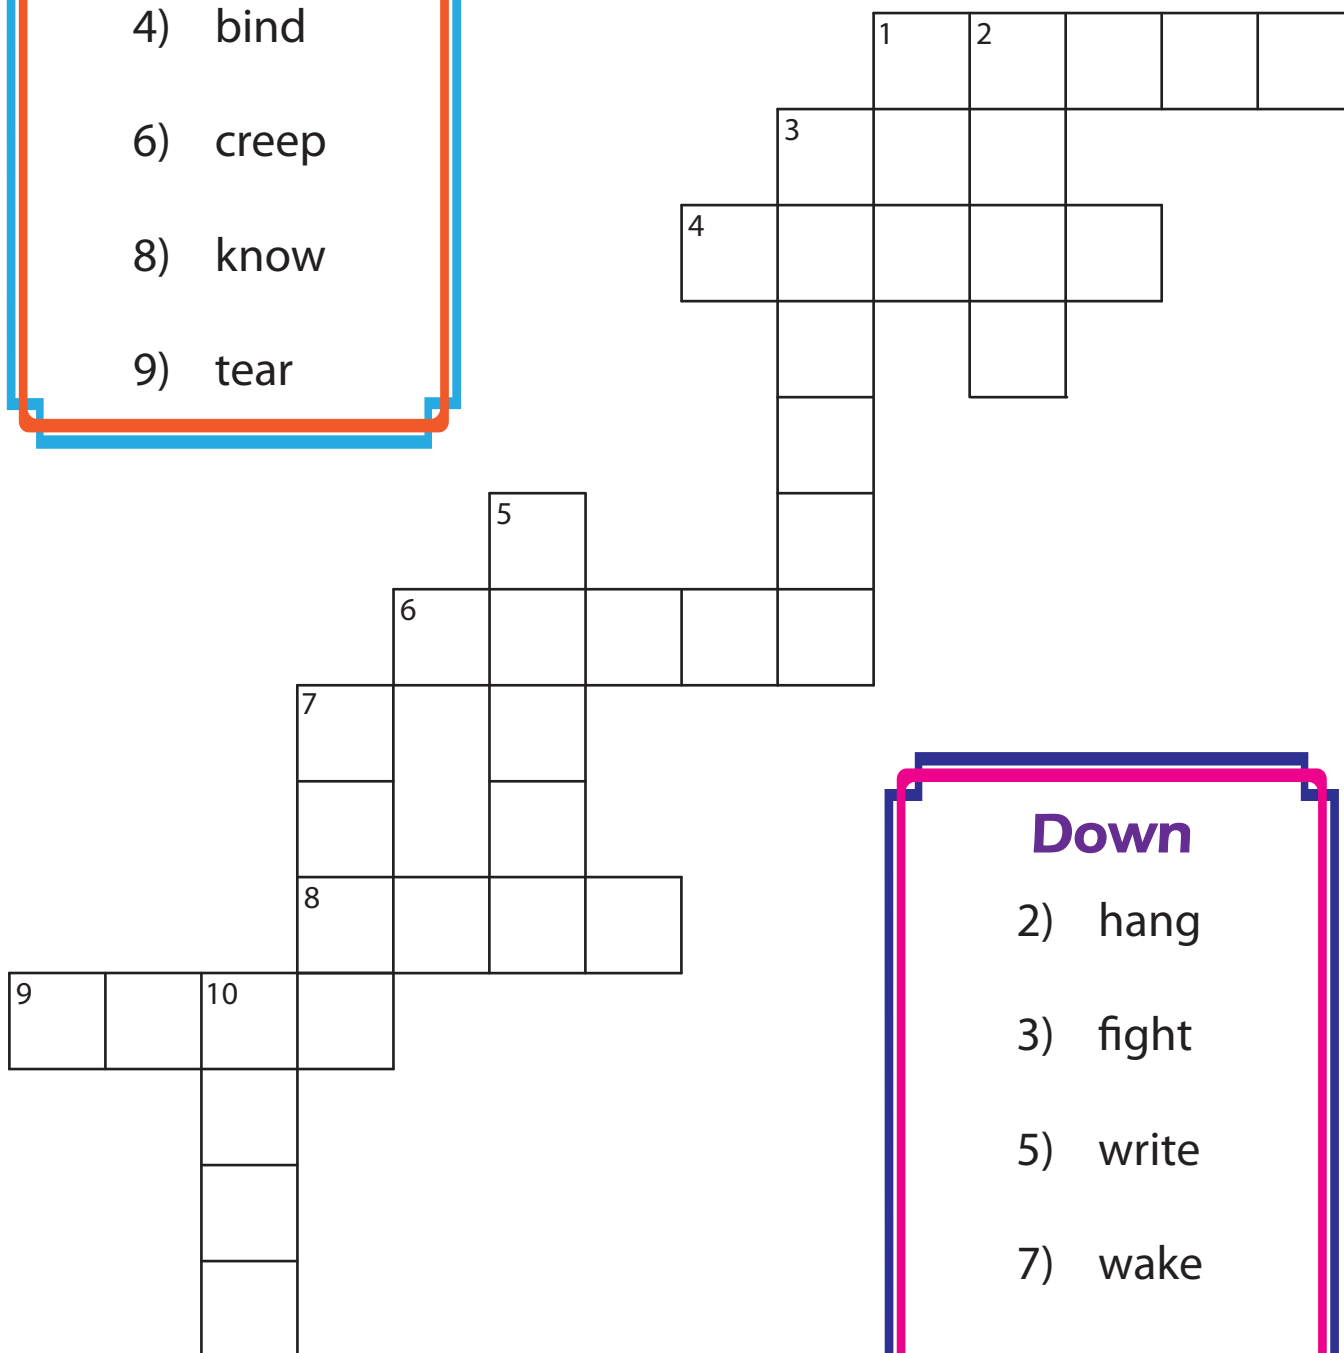 4) bind
6) creep
8) know
9) tear
1 2
3
4
5
6
7
8
9 10
Down
2) hang
3) fight
5) write
7) wake